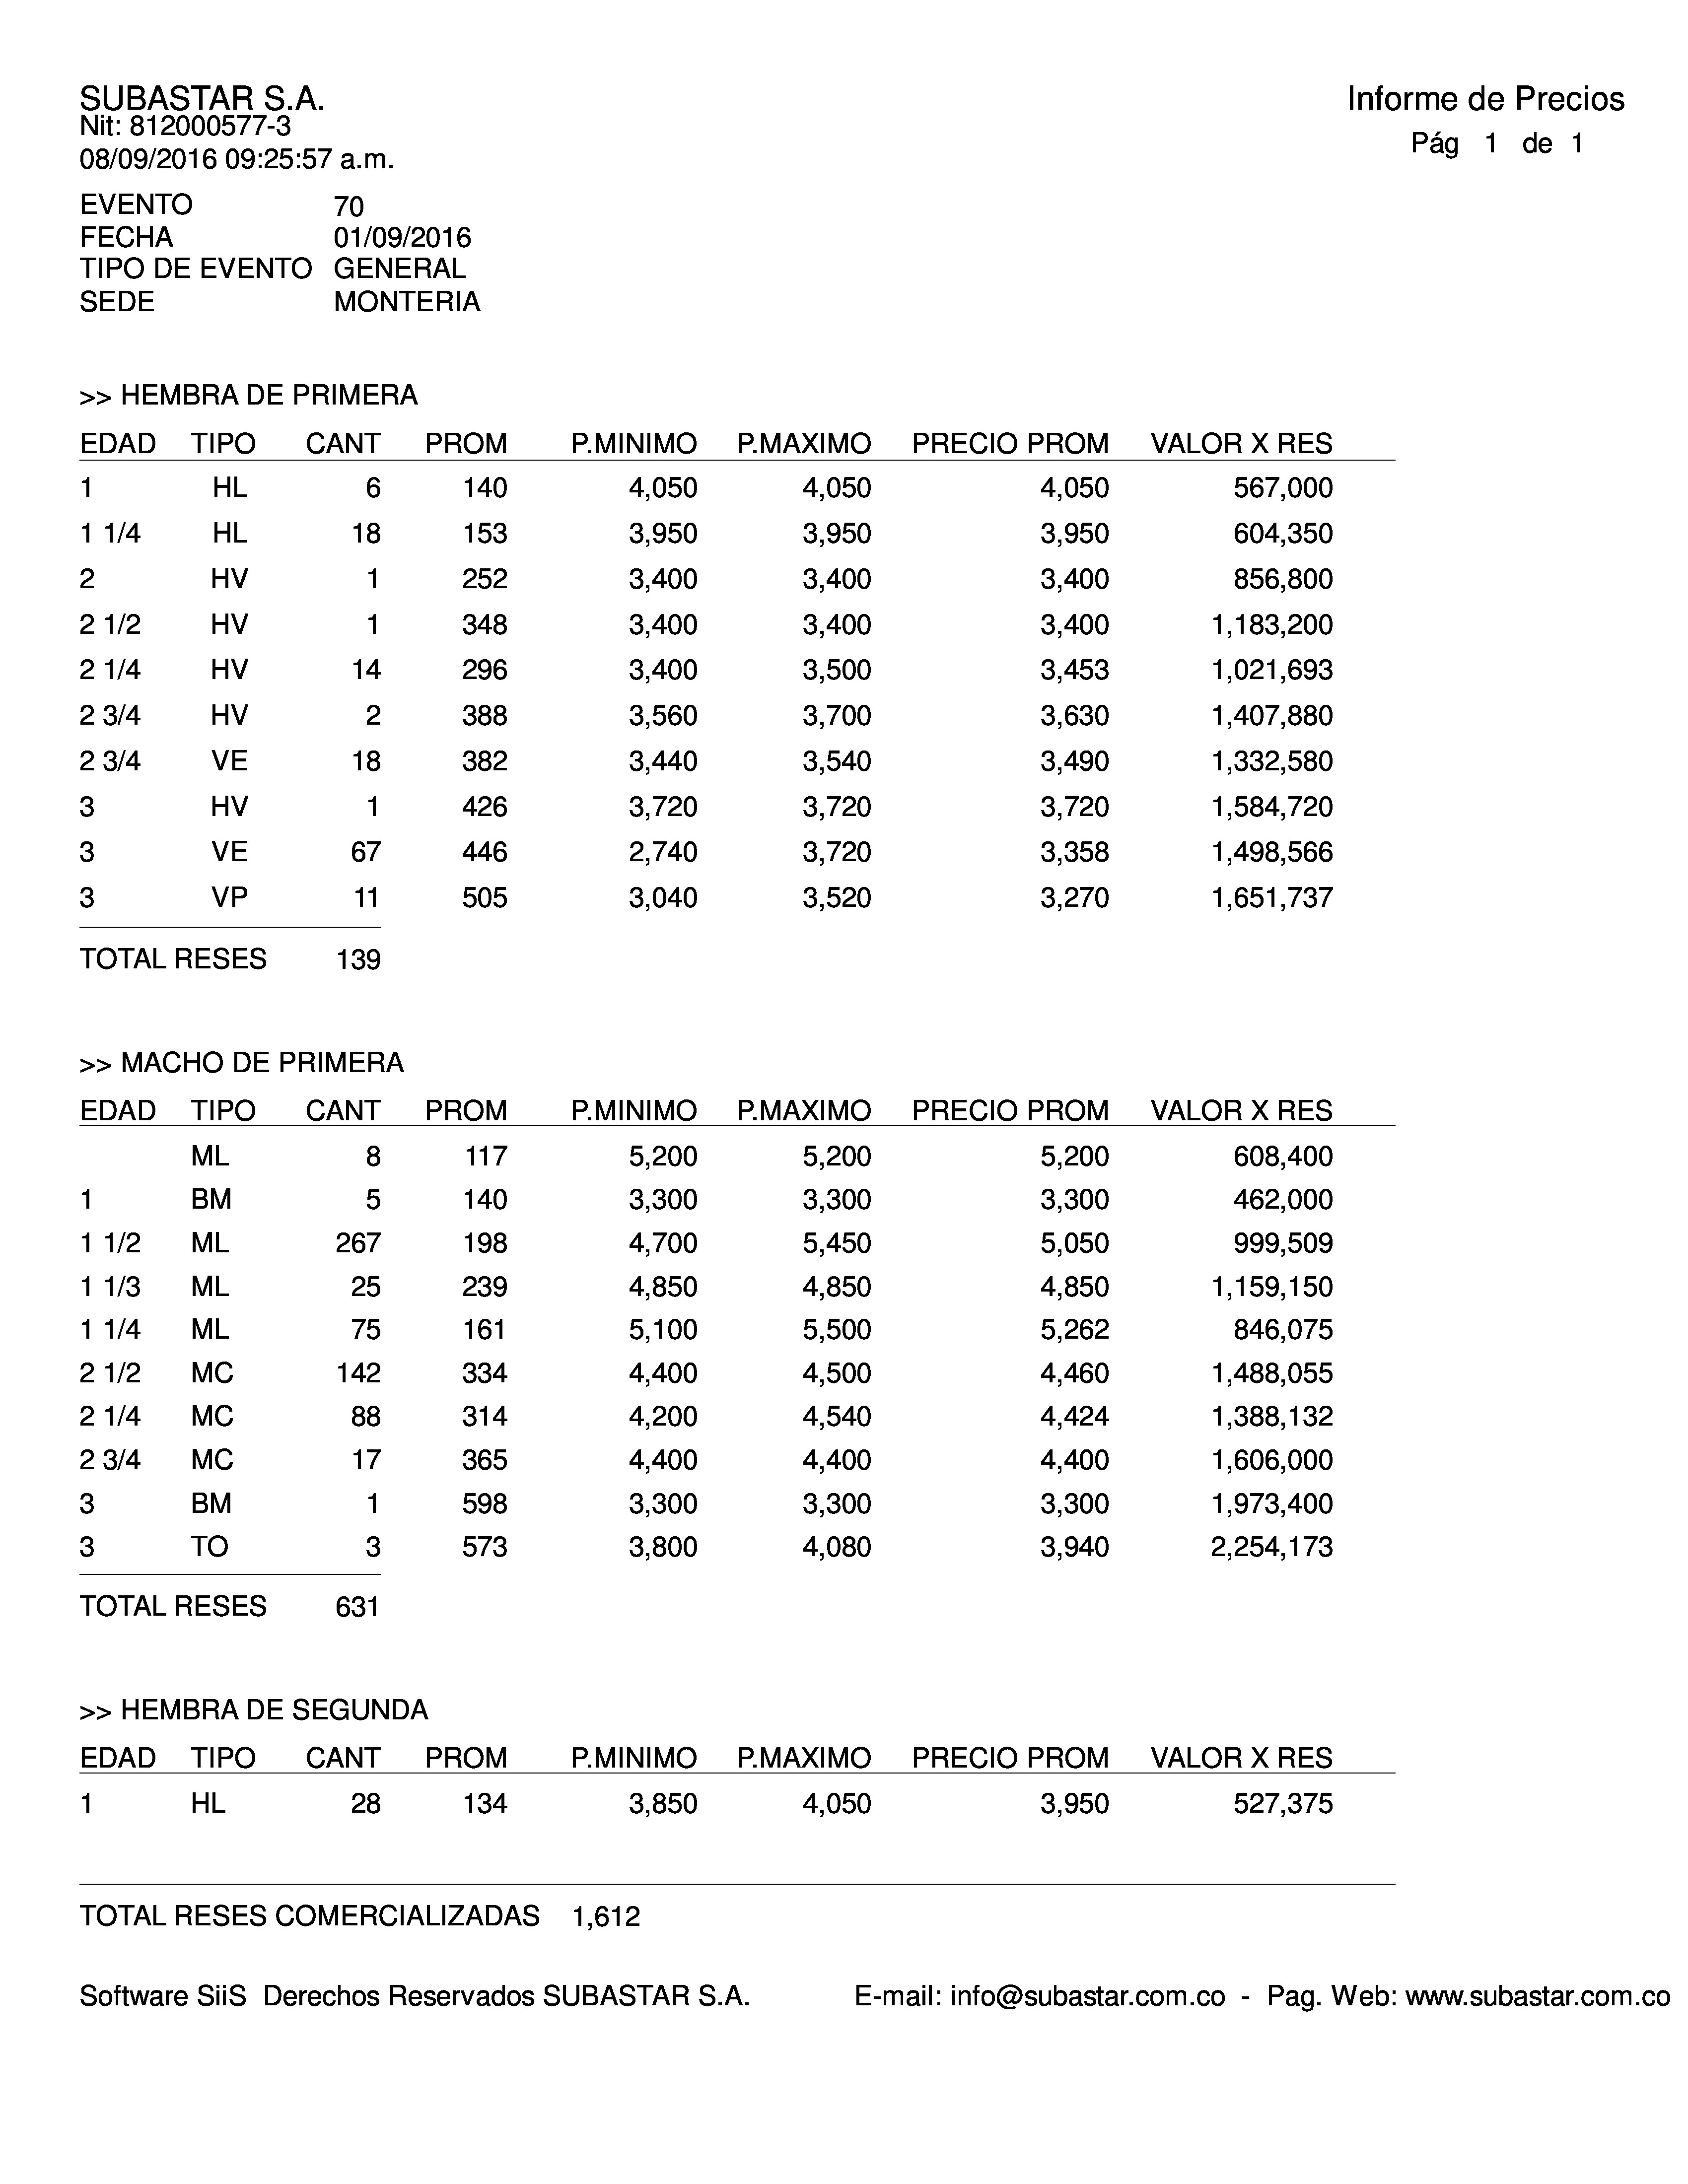 SUBASTAR S.A.
Informe de Precios
Nit: 812000577-3
Pág 1 de 1
08/09/2016 09:25:57 a.m.
EVENTO 70
FECHA 01/09/2016
TIPO DE EVENTO GENERAL
SEDE MONTERIA
>> HEMBRA DE PRIMERA
EDAD TIPO CANT PROM P.MINIMO P.MAXIMO PRECIO PROM VALOR X RES
1 HL 6 140 4,050 4,050 4,050 567,000
1 1/4 HL 18 153 3,950 3,950 3,950 604,350
2 HV 1 252 3,400 3,400 3,400 856,800
2 1/2 HV 1 348 3,400 3,400 3,400 1,183,200
2 1/4 HV 14 296 3,400 3,500 3,453 1,021,693
2 3/4 HV 2 388 3,560 3,700 3,630 1,407,880
2 3/4 VE 18 382 3,440 3,540 3,490 1,332,580
3 HV 1 426 3,720 3,720 3,720 1,584,720
3 VE 67 446 2,740 3,720 3,358 1,498,566
3 VP 11 505 3,040 3,520 3,270 1,651,737
TOTAL RESES 139
>> MACHO DE PRIMERA
EDAD TIPO CANT PROM P.MINIMO P.MAXIMO PRECIO PROM VALOR X RES
ML 8 117 5,200 5,200 5,200 608,400
1 BM 5 140 3,300 3,300 3,300 462,000
1 1/2 ML 267 198 4,700 5,450 5,050 999,509
1 1/3 ML 25 239 4,850 4,850 4,850 1,159,150
1 1/4 ML 75 161 5,100 5,500 5,262 846,075
2 1/2 MC 142 334 4,400 4,500 4,460 1,488,055
2 1/4 MC 88 314 4,200 4,540 4,424 1,388,132
2 3/4 MC 17 365 4,400 4,400 4,400 1,606,000
3 BM 1 598 3,300 3,300 3,300 1,973,400
3 TO 3 573 3,800 4,080 3,940 2,254,173
TOTAL RESES 631
>> HEMBRA DE SEGUNDA
EDAD TIPO CANT PROM P.MINIMO P.MAXIMO PRECIO PROM VALOR X RES
1 HL 28 134 3,850 4,050 3,950 527,375
TOTAL RESES COMERCIALIZADAS 1,612
Software SiiS Derechos Reservados SUBASTAR S.A. E-mail: info@subastar.com.co - Pag. Web: www.subastar.com.co